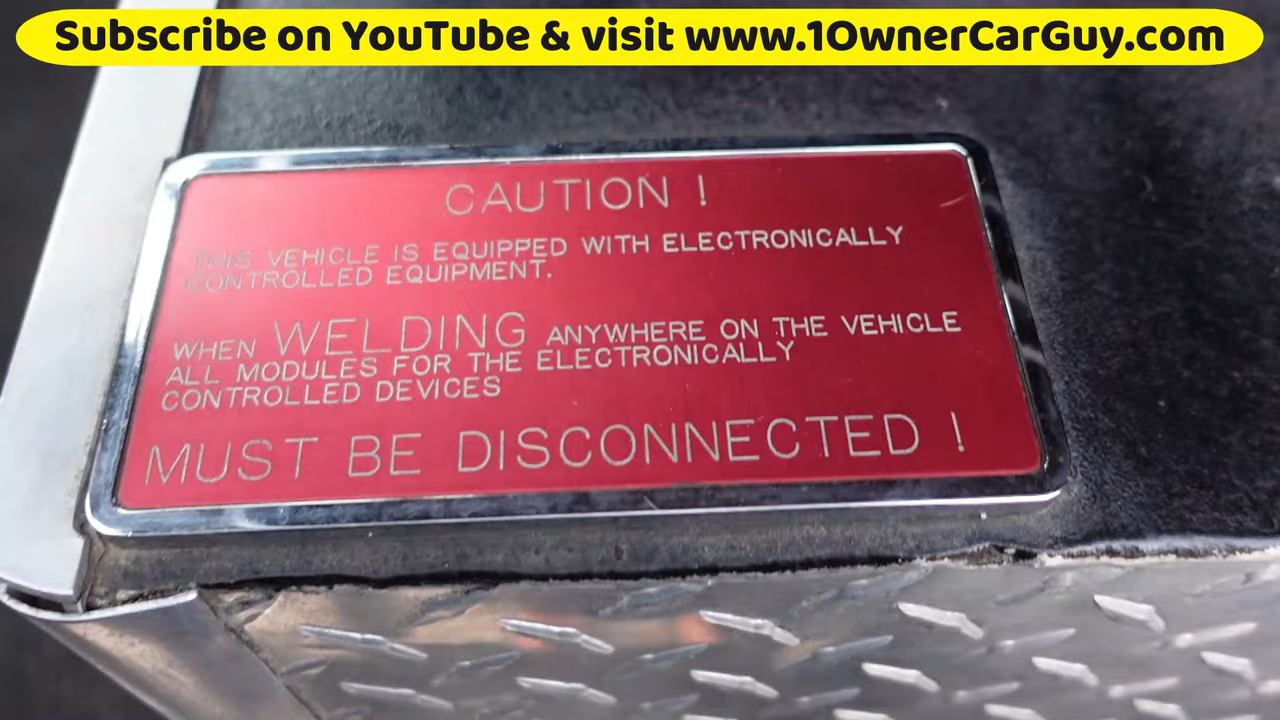 Subscribe on YouTube & visit www.1OwnerCarGuy.com
CAUTION !
THIS VEHICLE IS EQUIPPED WITH ELECTRONICALLY
CONTROLLED EQUIPMENT.
WHEN WELDING ANYWHERE ON THE VEHICLE
ALL MODULES FOR THE ELECTRONICALLY
CONTROLLED DEVICES
MUST BE DISCONNECTED !